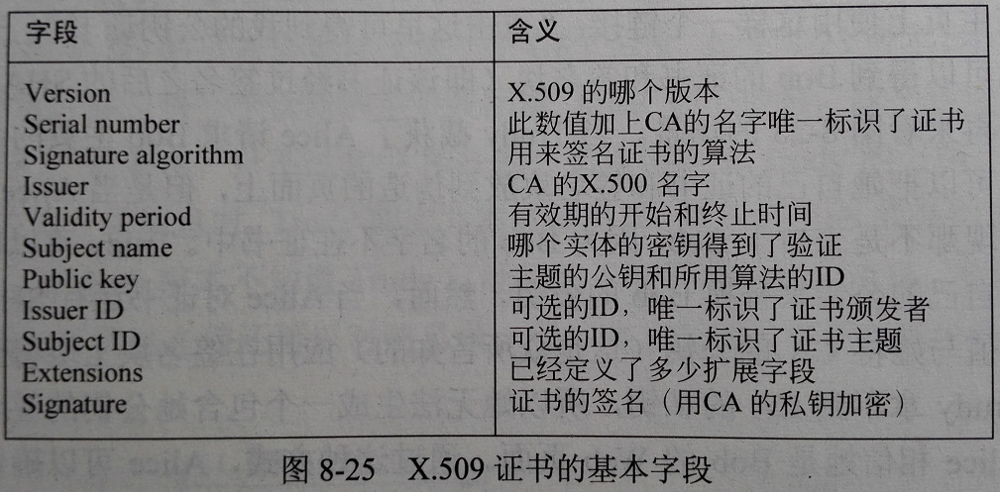 字段 含义
Version X.509 的哪个版本
Serial number 此数值加上CA的名字唯一标识了证书
Signature algorithm 用来签名证书的算法
Issuer CA 的X.500 名字
Validity period 有效期的开始和终止时间
Subject name 哪个实体的密钥得到了验证
Public key 主题的公钥和所用算法的ID
Issuer ID 可选的ID，唯一标识了证书颁发者
Subject ID 可选的ID，唯一标识了证书主题
Extensions 已经定义了多少扩展字段
Signature 证书的签名（用CA 的私钥加密）
图 8-25 X.509 证书的基本字段